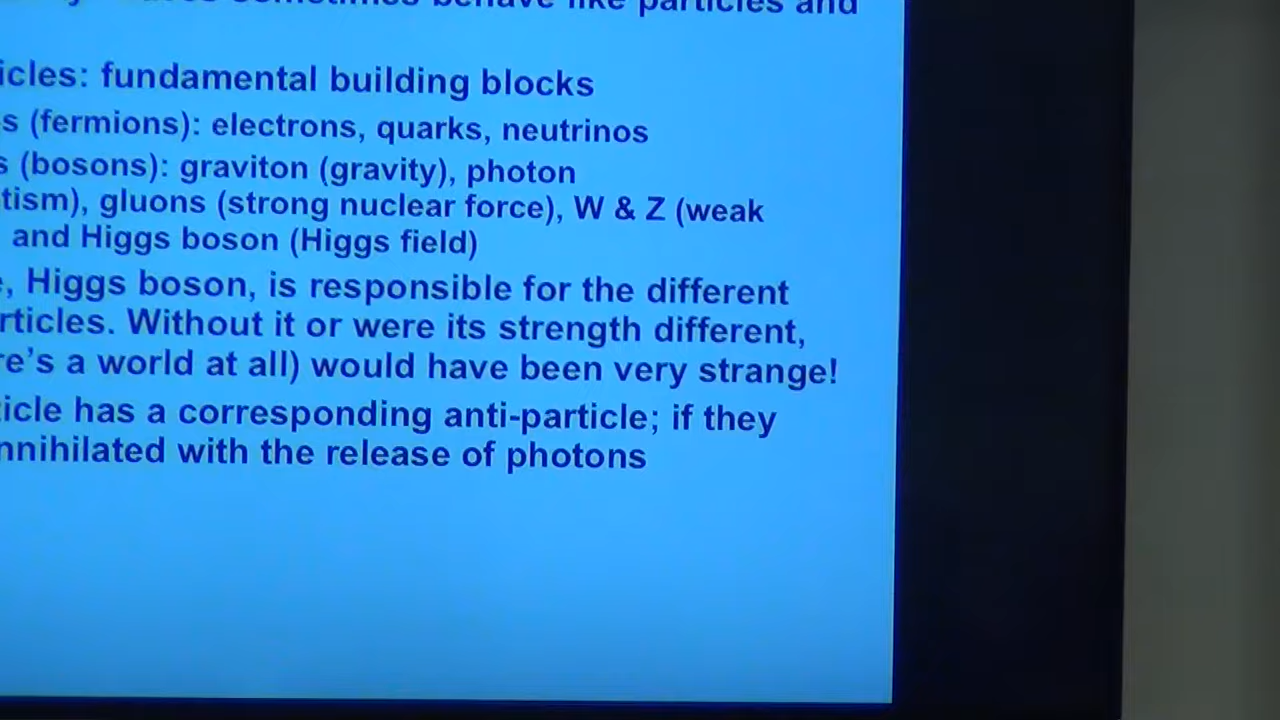 sometimes behave like particles and
icles: fundamental building blocks
s (fermions): electrons, quarks, neutrinos
s (bosons): graviton (gravity), photon
tism), gluons (strong nuclear force), W & Z (weak
and Higgs boson (Higgs field)
e, Higgs boson, is responsible for the different
rticles. Without it or were its strength different,
re's a world at all) would have been very strange!
icle has a corresponding anti-particle; if they
nnihilated with the release of photons